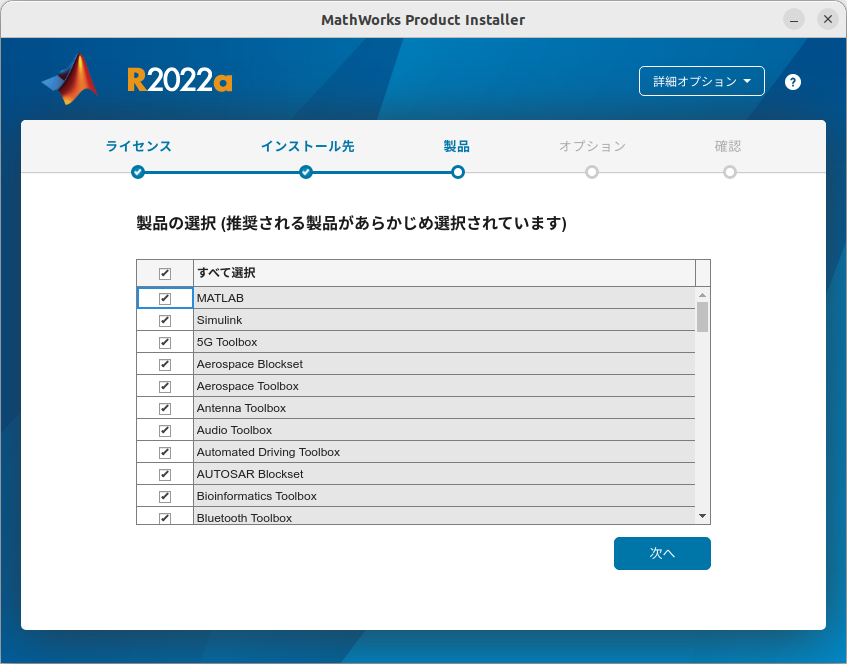 MathWorks Product Installer
R2022a
詳細オプション
?
ライセンス
インストール先
製品
オプション
確認
製品の選択 (推奨される製品があらかじめ選択されています)
すべて選択
MATLAB
Simulink
5G Toolbox
Aerospace Blockset
Aerospace Toolbox
Antenna Toolbox
Audio Toolbox
Automated Driving Toolbox
AUTOSAR Blockset
Bioinformatics Toolbox
Bluetooth Toolbox
次へ